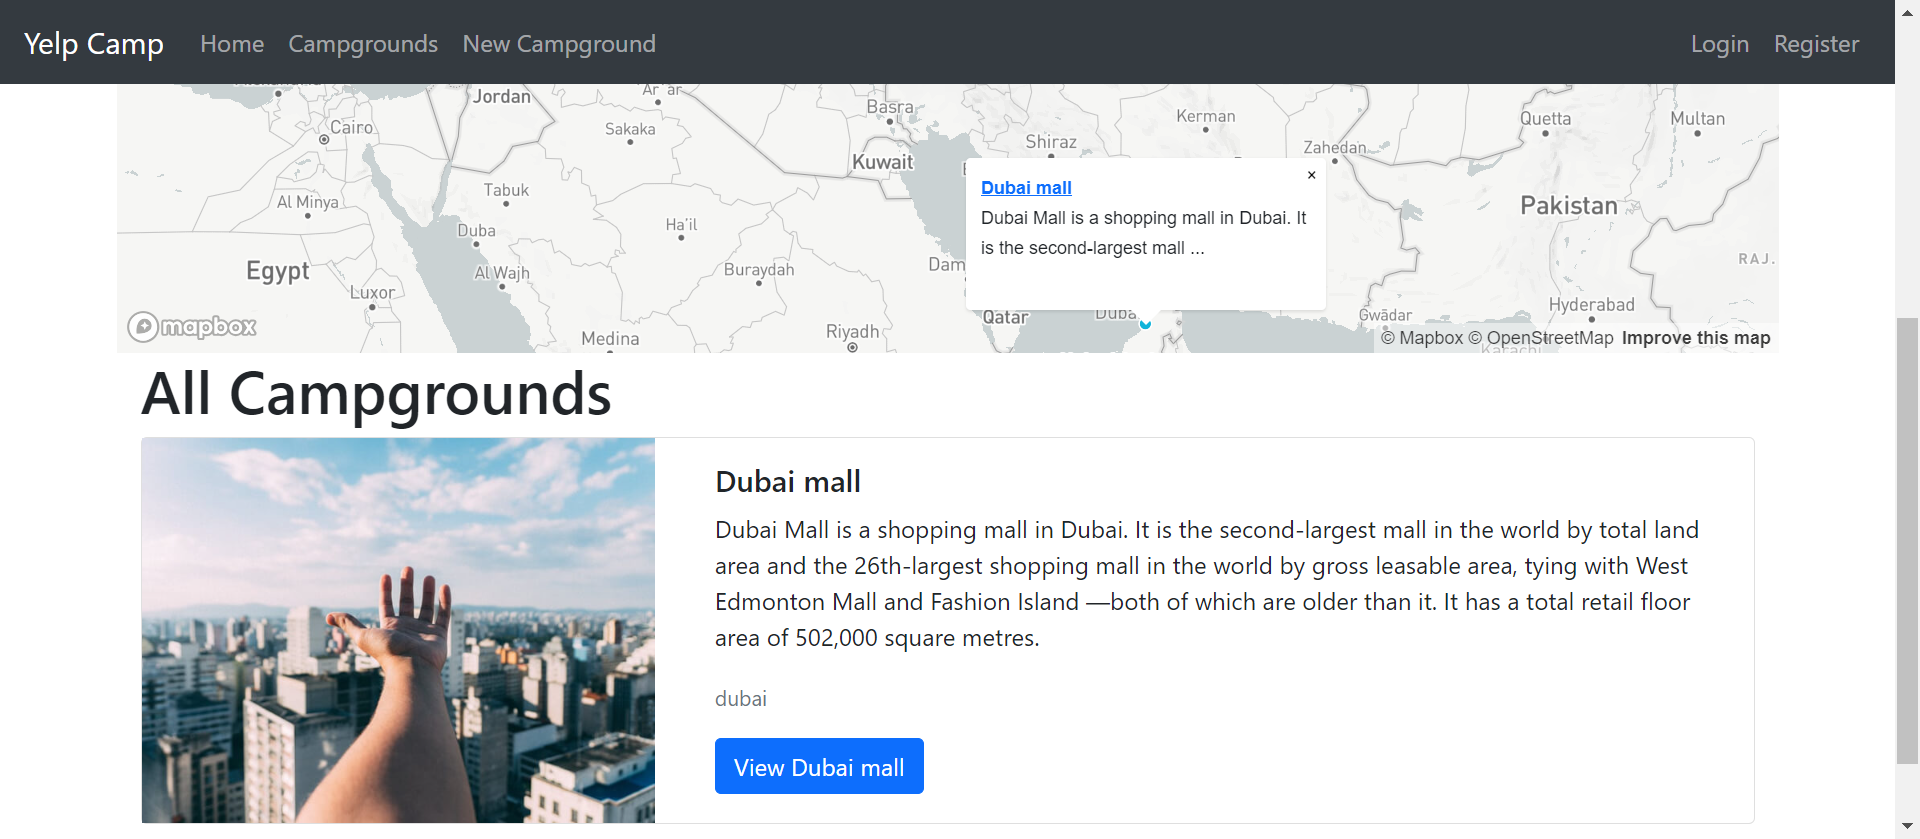 Yelp Camp Home Campgrounds New Campground Login Register
Jordan
Ar'ar
Basra
Kerman
Quetta
Multan
Cairo
Sakaka
Shiraz
Zahedan
Kuwait
Tabuk
Dubai mall ×
Al Minya
Pakistan
Dubai Mall is a shopping mall in Dubai. It
is the second-largest mall ...
Duba
Ha'il
Egypt
Al Wajh
Buraydah
Dam
RAJ.
Luxor
Hyderabad
Qatar
Duba
Gwādar
mapbox
Medina
Riyadh
Karachi
© Mapbox © OpenStreetMap Improve this map
All Campgrounds
Dubai mall
Dubai Mall is a shopping mall in Dubai. It is the second-largest mall in the world by total land
area and the 26th-largest shopping mall in the world by gross leasable area, tying with West
Edmonton Mall and Fashion Island —both of which are older than it. It has a total retail floor
area of 502,000 square metres.
dubai
View Dubai mall